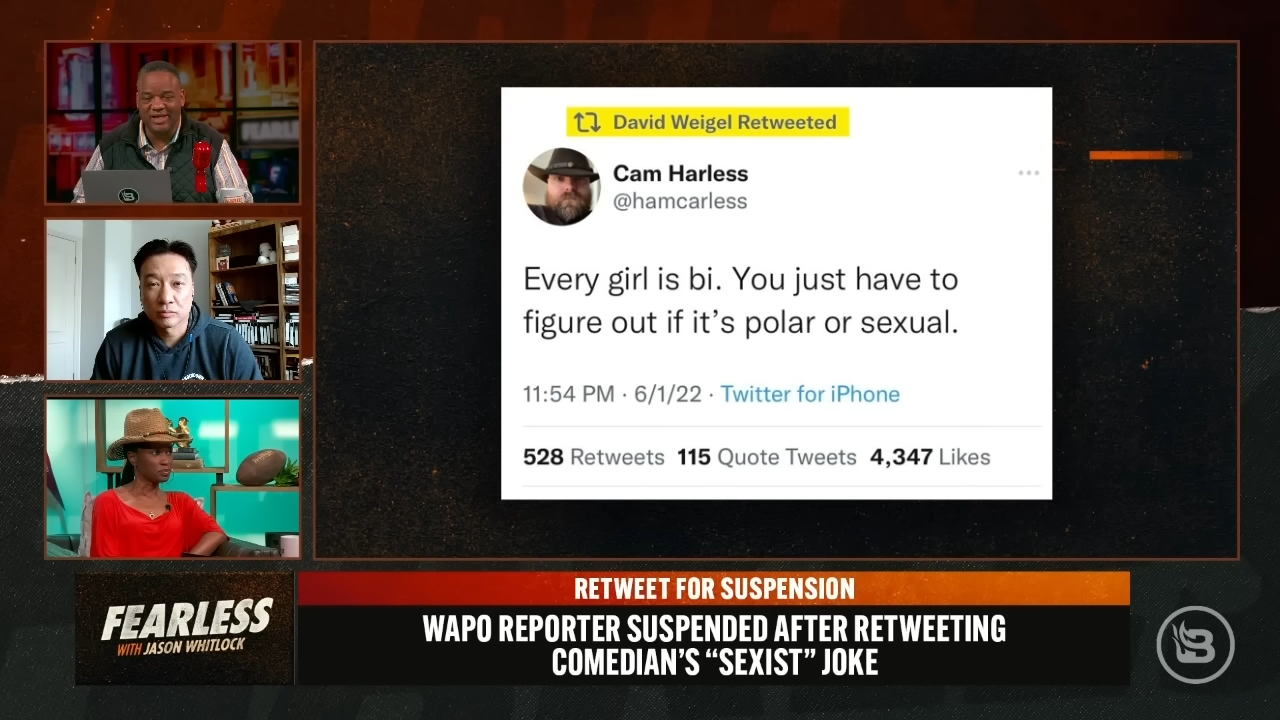 David Weigel Retweeted
Cam Harless
@hamcarless
Every girl is bi. You just have to
figure out if it's polar or sexual.
11:54 PM · 6/1/22 · Twitter for iPhone
528 Retweets 115 Quote Tweets 4,347 Likes
RETWEET FOR SUSPENSION
WAPO REPORTER SUSPENDED AFTER RETWEETING
COMEDIAN'S “SEXIST” JOKE
FEARLESS
WITH JASON WHITLOCK
B